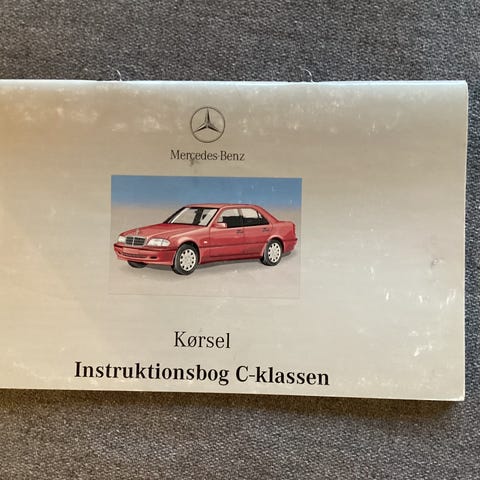 Mercedes-Benz
Kørsel
Instruktionsbog C-klassen